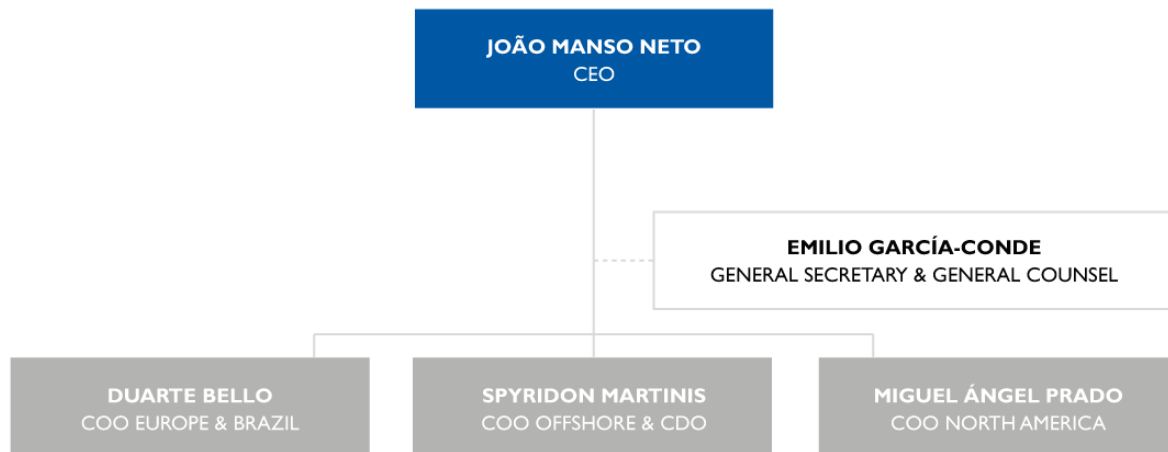 JOÃO MANSO NETO
CEO
EMILIO GARCÍA-CONDE
GENERAL SECRETARY & GENERAL COUNSEL
DUARTE BELLO
COO EUROPE & BRAZIL
SPYRIDON MARTINIS
COO OFFSHORE & CDO
MIGUEL ÁNGEL PRADO
COO NORTH AMERICA